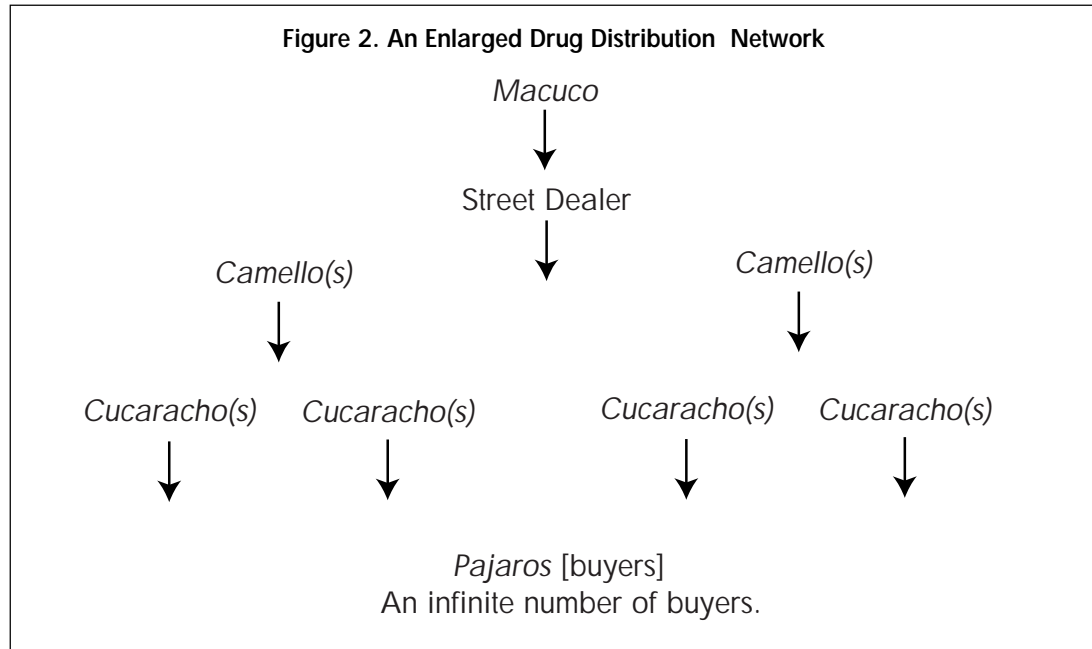 Figure 2. An Enlarged Drug Distribution Network
Macuco
Street Dealer
Camello(s)
Camello(s)
Cucaracho(s) Cucaracho(s) Cucaracho(s) Cucaracho(s)
Pajaros [buyers]
An infinite number of buyers.